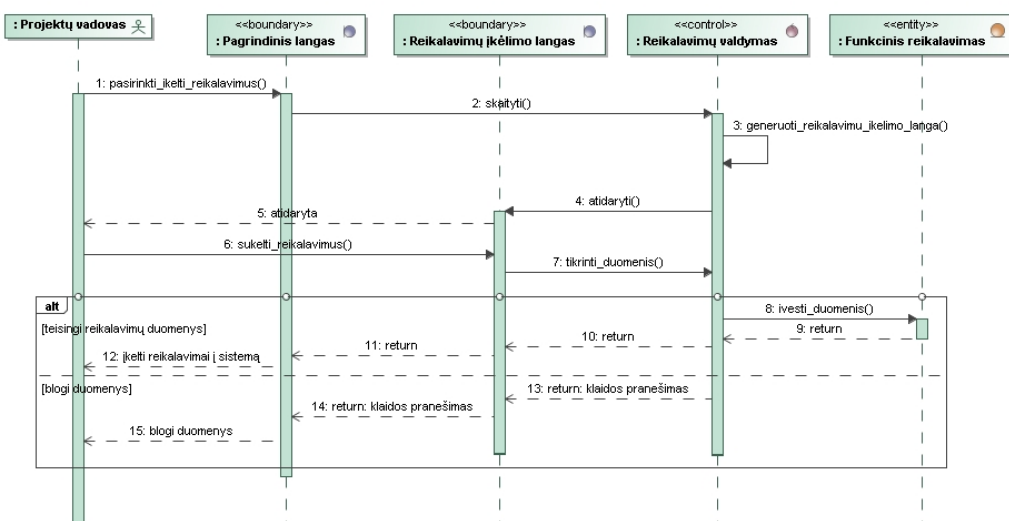 : Projektų vadovas
<<boundary>>
: Pagrindinis langas
<<boundary>>
: Reikalavimų įkėlimo langas
<<control>>
: Reikalavimų valdymas
<<entity>>
: Funkcinis reikalavimas
1: pasirinkti_ikelti_reikalavimus()
2: skaityti()
3: generuoti_reikalavimu_ikelimo_langa()
4: atidaryti()
5: atidaryta
6: sukelti_reikalavimus()
7: tikrinti_duomenis()
alt
8: ivesti_duomenis()
[teisingi reikalavimų duomenys]
9: return
10: return
11: return
12: įkelti reikalavimai į sistemą
[blogi duomenys]
13: return: klaidos pranešimas
14: return: klaidos pranešimas
15: blogi duomenys